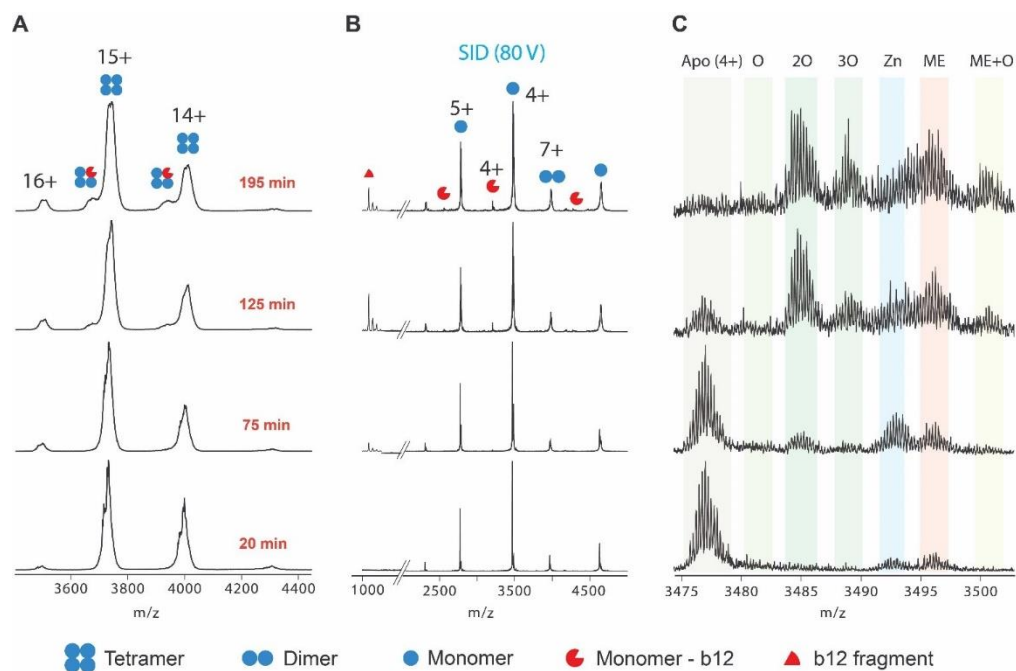 A
15+
14+
16+
195 min
125 min
75 min
20 min
3600 3800 4000 4200 4400
m/z
B
SID (80 V)
5+
4+
4+
7+
1000 2500 3500 4500
m/z
C
Apo (4+) O 2O 3O Zn ME ME+O
3475 3480 3485 3490 3495 3500
m/z
Tetramer Dimer Monomer Monomer - b12 b12 fragment